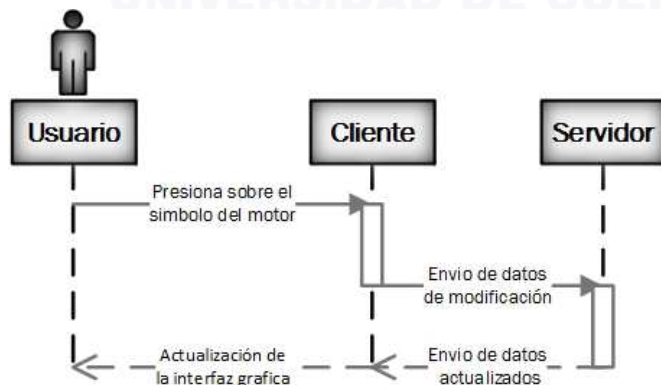 Usuario
Cliente
Servidor
Presiona sobre el
simbolo del motor
Envio de datos
de modificación
Actualización de
la interfaz grafica
Envio de datos
actualizados